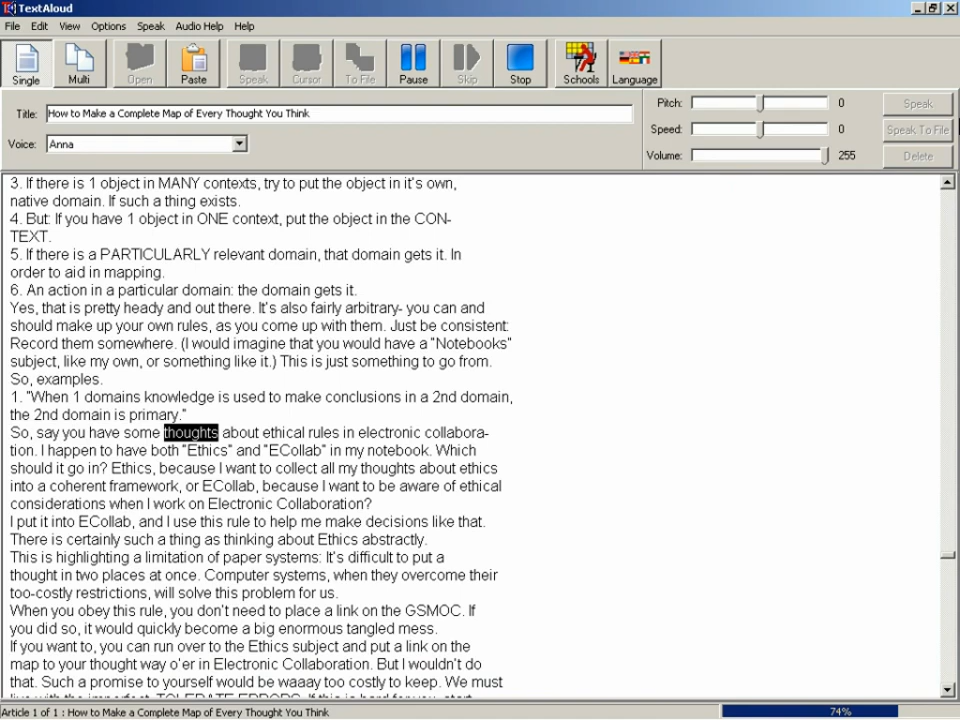 TextAloud
File Edit View Options Speak Audio Help Help
Single Multi Open Paste Speak Cursor To File Pause Skip Stop Schools Language
Title: How to Make a Complete Map of Every Thought You Think
Voice: Anna
Pitch: 0 Speak
Speed: 0 Speak To File
Volume: 255 Delete
3. If there is 1 object in MANY contexts, try to put the object in it's own,
native domain. If such a thing exists.
4. But: If you have 1 object in ONE context, put the object in the CON-
TEXT.
5. If there is a PARTICULARLY relevant domain, that domain gets it. In
order to aid in mapping.
6. An action in a particular domain: the domain gets it.
Yes, that is pretty heady and out there. It's also fairly arbitrary- you can and
should make up your own rules, as you come up with them. Just be consistent:
Record them somewhere. (I would imagine that you would have a "Notebooks"
subject, like my own, or something like it.) This is just something to go from.
So, examples.
1. "When 1 domains knowledge is used to make conclusions in a 2nd domain,
the 2nd domain is primary."
So, say you have some thoughts about ethical rules in electronic collabora-
tion. I happen to have both "Ethics" and "ECollab" in my notebook. Which
should it go in? Ethics, because I want to collect all my thoughts about ethics
into a coherent framework, or ECollab, because I want to be aware of ethical
considerations when I work on Electronic Collaboration?
I put it into ECollab, and I use this rule to help me make decisions like that.
There is certainly such a thing as thinking about Ethics abstractly.
This is highlighting a limitation of paper systems: It's difficult to put a
thought in two places at once. Computer systems, when they overcome their
too-costly restrictions, will solve this problem for us.
When you obey this rule, you don't need to place a link on the GSMOC. If
you did so, it would quickly become a big enormous tangled mess.
If you want to, you can run over to the Ethics subject and put a link on the
map to your thought way o'er in Electronic Collaboration. But I wouldn't do
that. Such a promise to yourself would be waaay too costly to keep. We must
live with the imperfect. TOLERATE ERRORS. If this is hard for you, start
Article 1 of 1 : How to Make a Complete Map of Every Thought You Think 74%